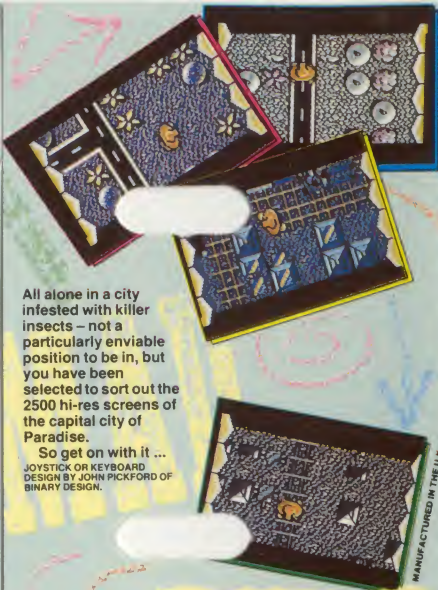 All alone in a city
infested with killer
insects – not a
particularly enviable
position to be in, but
you have been
selected to sort out the
2500 hi-res screens of
the capital city of
Paradise.
So get on with it ...
JOYSTICK OR KEYBOARD
DESIGN BY JOHN PICKFORD OF
BINARY DESIGN.
MANUFACTURED IN THE U.K.